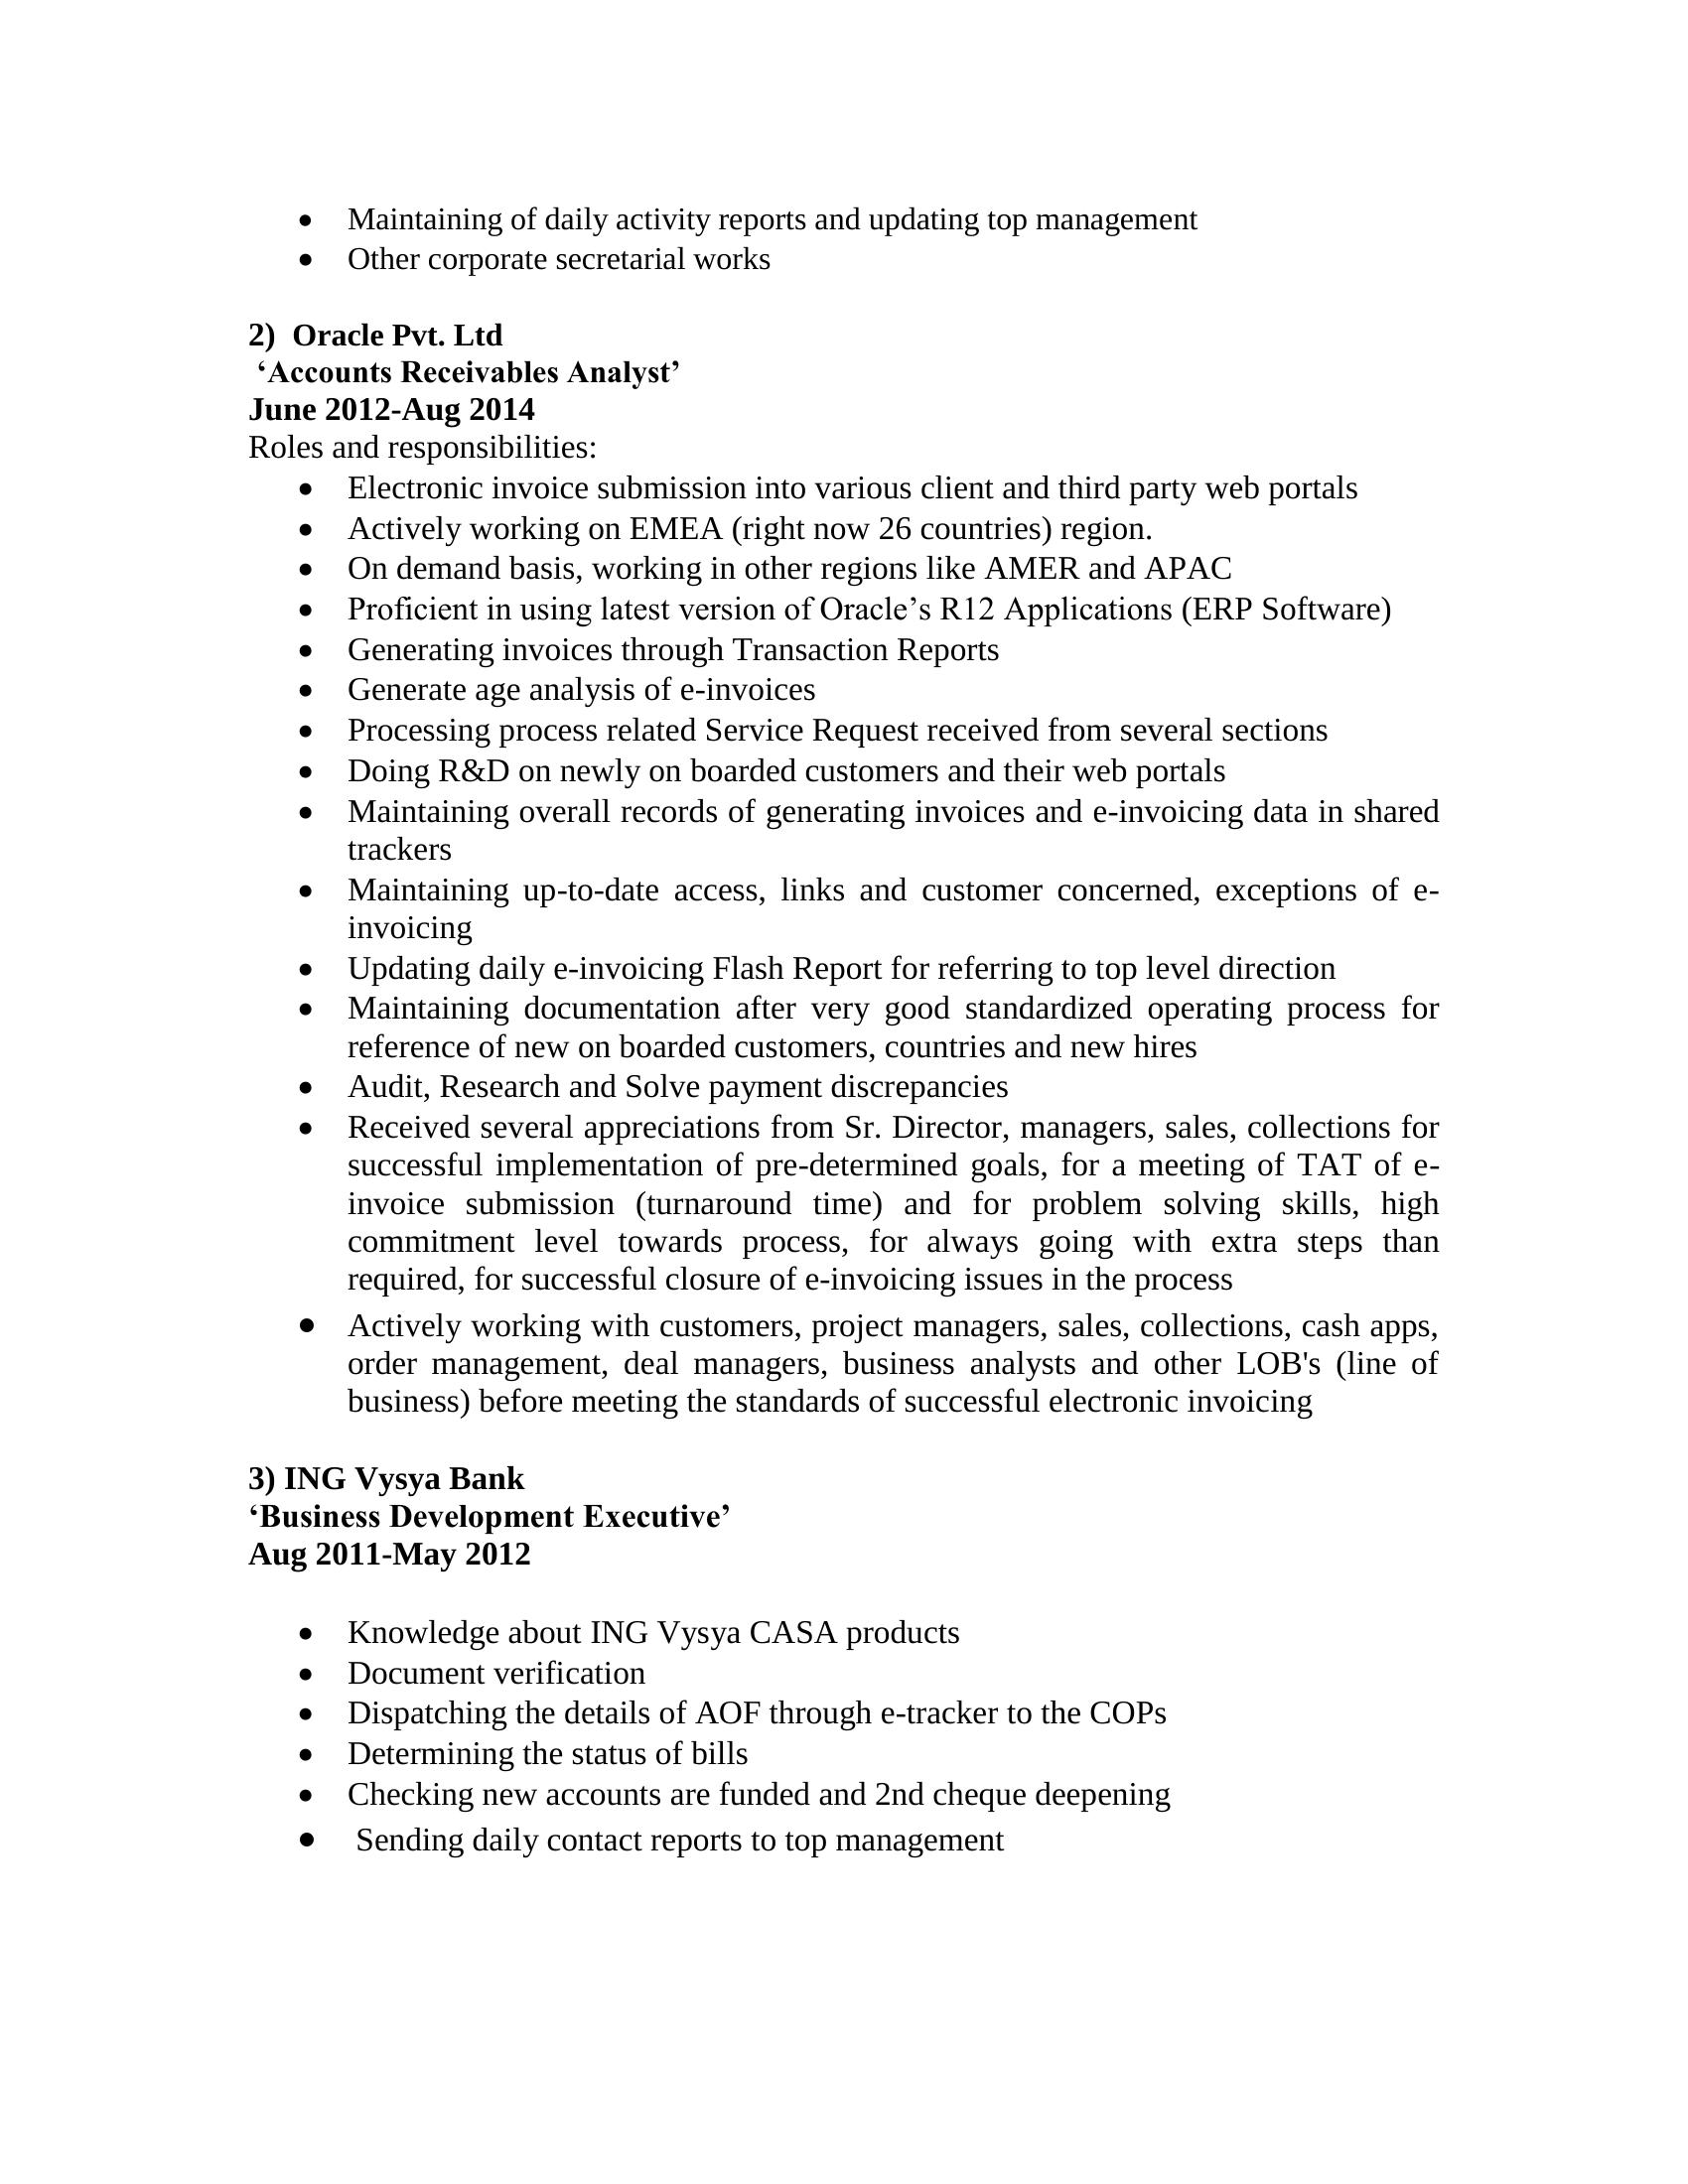 • Maintaining of daily activity reports and updating top management
• Other corporate secretarial works
2)  Oracle Pvt. Ltd
‘Accounts Receivables Analyst’
June 2012-Aug 2014
Roles and responsibilities:
• Electronic invoice submission into various client and third party web portals
• Actively working on EMEA (right now 26 countries) region.
• On demand basis, working in other regions like AMER and APAC
• Proficient in using latest version of Oracle’s R12 Applications (ERP Software)
• Generating invoices through Transaction Reports
• Generate age analysis of e-invoices
• Processing process related Service Request received from several sections
• Doing R&D on newly on boarded customers and their web portals
• Maintaining overall records of generating invoices and e-invoicing data in shared
trackers
• Maintaining up-to-date access, links and customer concerned, exceptions of e-
invoicing
• Updating daily e-invoicing Flash Report for referring to top level direction
• Maintaining documentation after very good standardized operating process for
reference of new on boarded customers, countries and new hires
• Audit, Research and Solve payment discrepancies
• Received several appreciations from Sr. Director, managers, sales, collections for
successful implementation of pre-determined goals, for a meeting of TAT of e-
invoice submission (turnaround time) and for problem solving skills, high
commitment level towards process, for always going with extra steps than
required, for successful closure of e-invoicing issues in the process
• Actively working with customers, project managers, sales, collections, cash apps,
order management, deal managers, business analysts and other LOB's (line of
business) before meeting the standards of successful electronic invoicing
3) ING Vysya Bank
‘Business Development Executive’
Aug 2011-May 2012
• Knowledge about ING Vysya CASA products
• Document verification
• Dispatching the details of AOF through e-tracker to the COPs
• Determining the status of bills
• Checking new accounts are funded and 2nd cheque deepening
• Sending daily contact reports to top management